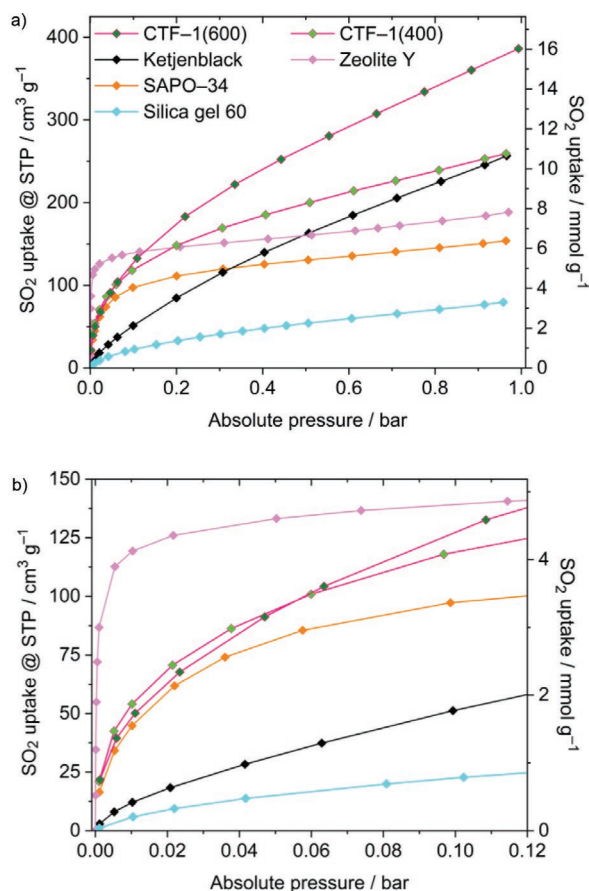 a)
CTF–1(600) CTF–1(400)
Ketjenblack Zeolite Y
SAPO–34
Silica gel 60
SO₂ uptake @ STP / cm³ g⁻¹
400
300
200
100
0
16
14
12
10
8
6
4
2
0
SO₂ uptake / mmol g⁻¹
0.0 0.2 0.4 0.6 0.8 1.0
Absolute pressure / bar
b)
SO₂ uptake @ STP / cm³ g⁻¹
150
125
100
75
50
25
0
4
2
0
SO₂ uptake / mmol g⁻¹
0.00 0.02 0.04 0.06 0.08 0.10 0.12
Absolute pressure / bar